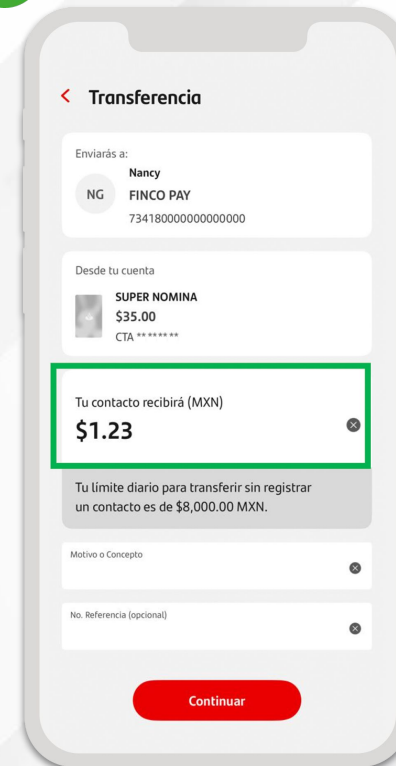 Transferencia
Enviarás a:
Nancy
NG
FINCO PAY
734180000000000000
Desde tu cuenta
SUPER NOMINA
$35.00
CTA ********
Tu contacto recibirá (MXN)
$1.23
Tu límite diario para transferir sin registrar
un contacto es de $8,000.00 MXN.
Motivo o Concepto
No. Referencia (opcional)
Continuar